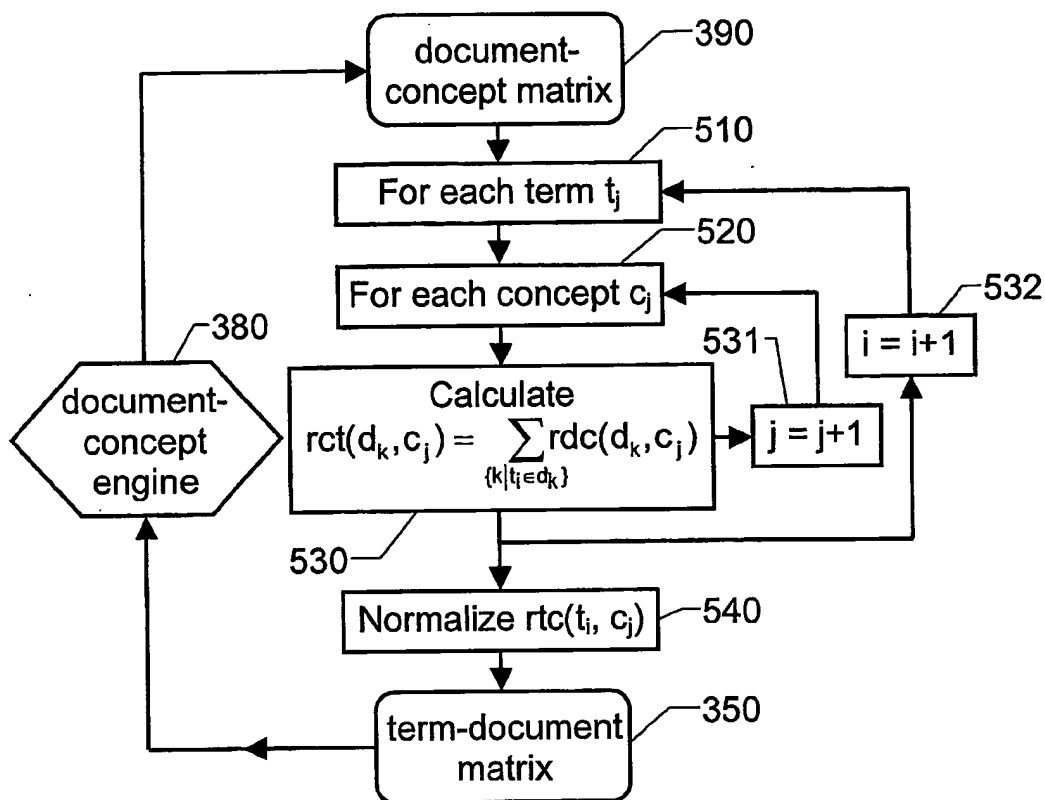 document-
concept matrix
390
510
For each term tⱼ
520
For each concept cⱼ
532
i = i+1
380
document-
concept
engine
531
j = j+1
Calculate
rct(dₖ,cⱼ) = ∑ rdc(dₖ,cⱼ)
{k|tᵢ∈dₖ}
530
Normalize rtc(tᵢ, cⱼ)
540
term-document
matrix
350